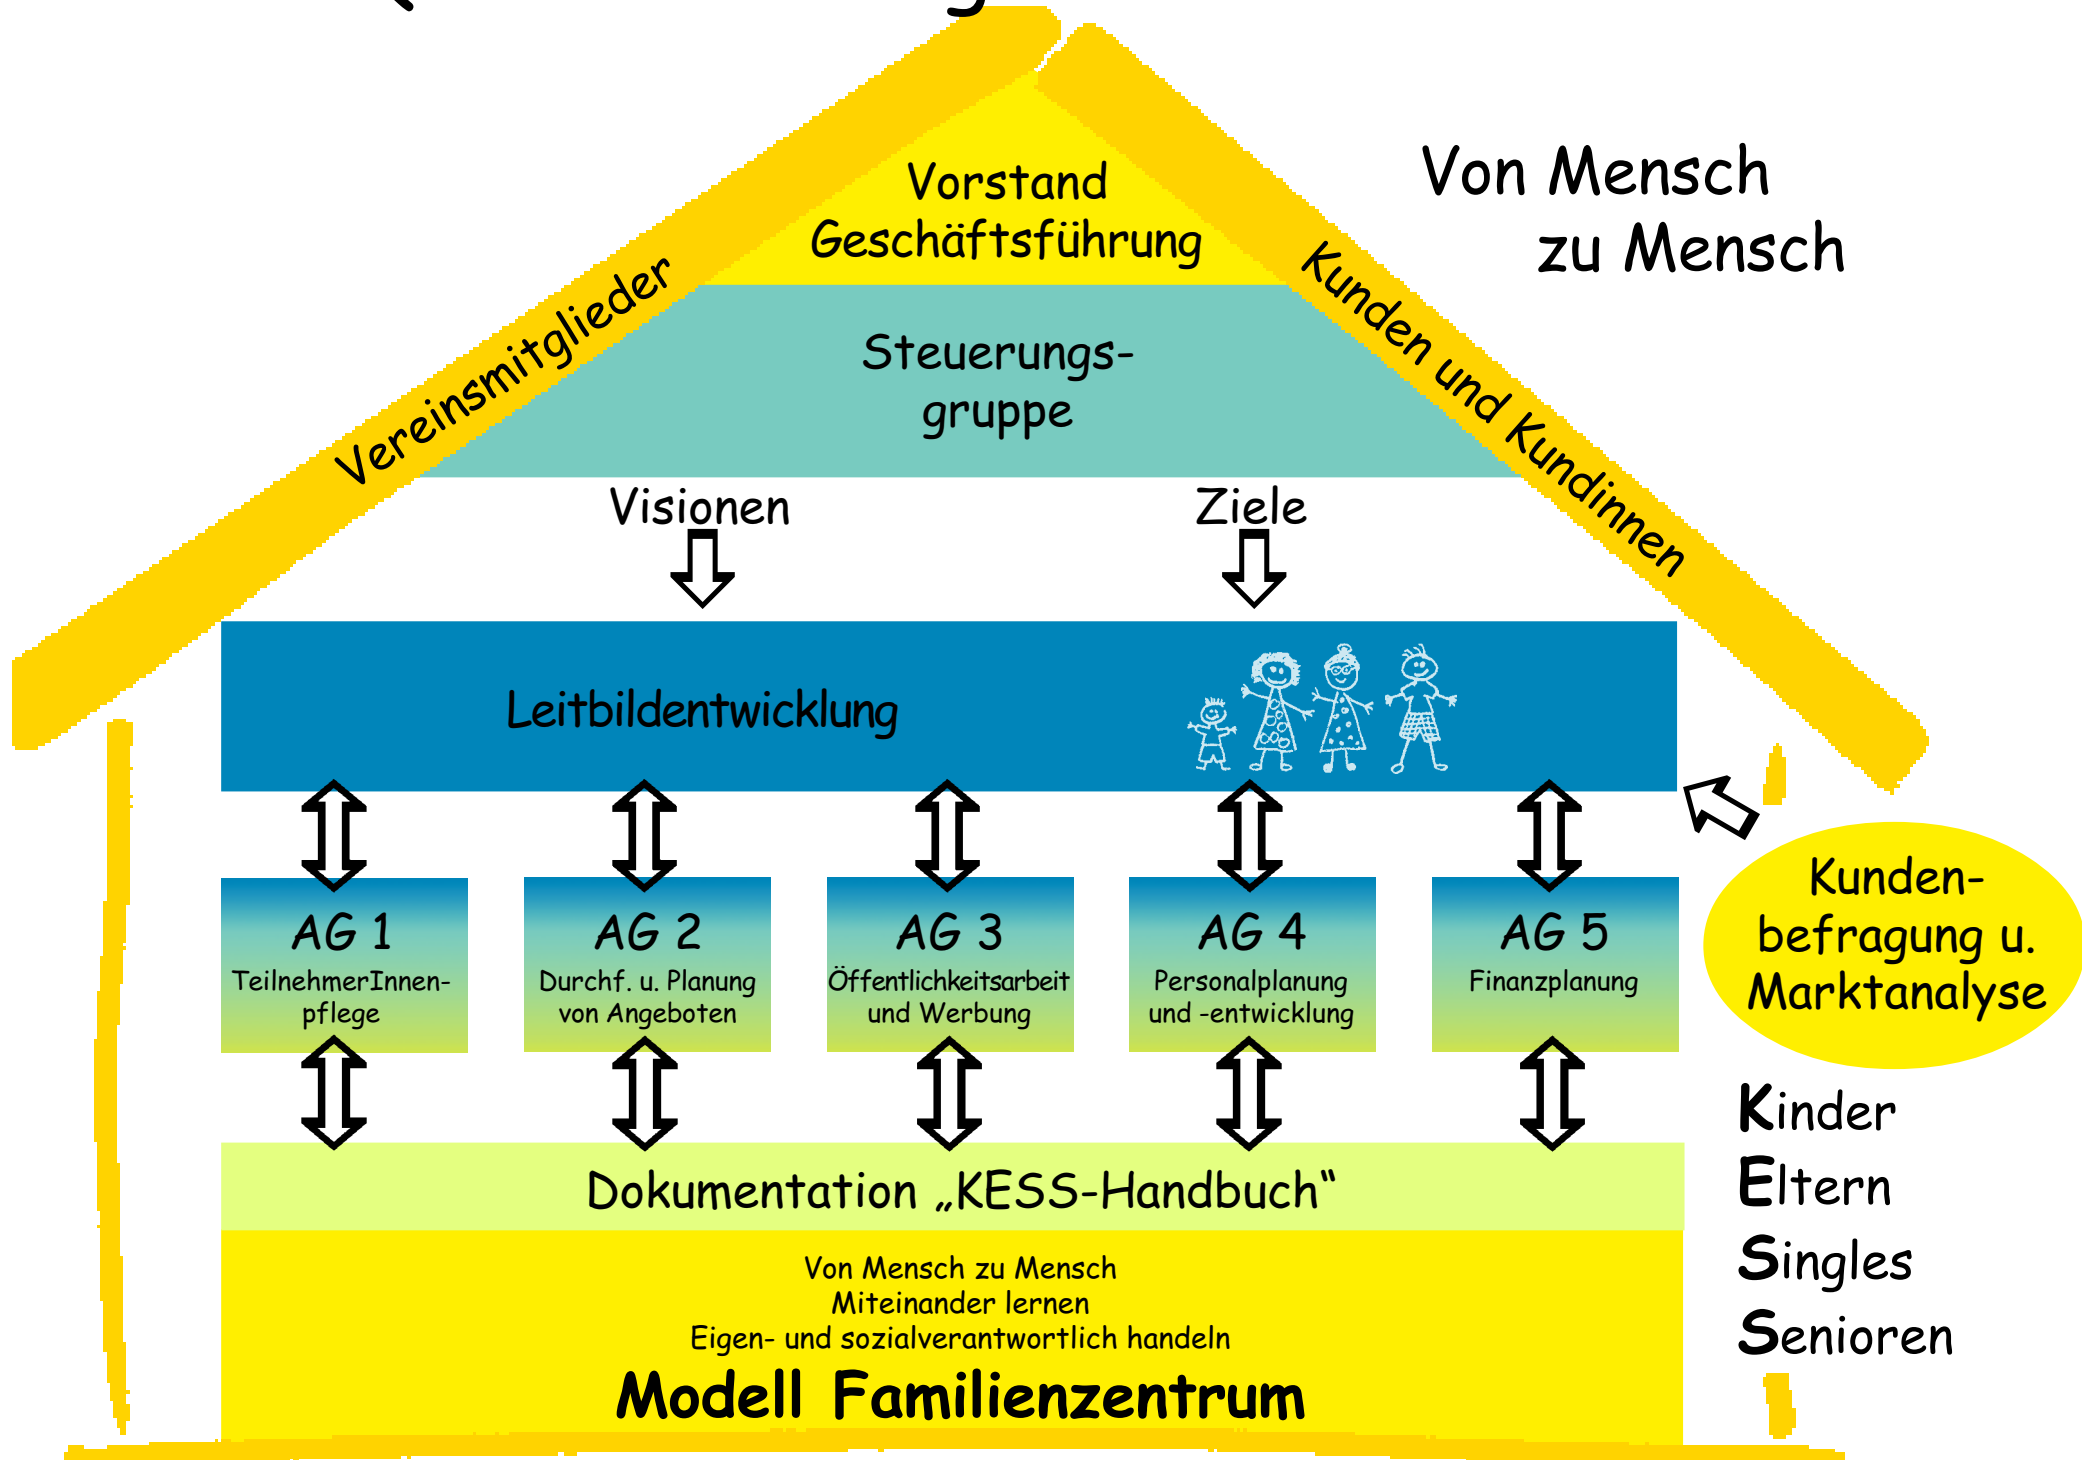 Von Mensch
zu Mensch
Vorstand
Geschäftsführung
Vereinsmitglieder
Kunden und Kundinnen
Steuerungs-
gruppe
Visionen
Ziele
Leitbildentwicklung
AG 1
TeilnehmerInnen-
pflege
AG 2
Durchf. u. Planung
von Angeboten
AG 3
Öffentlichkeitsarbeit
und Werbung
AG 4
Personalplanung
und -entwicklung
AG 5
Finanzplanung
Kunden-
befragung u.
Marktanalyse
Dokumentation „KESS-Handbuch“
Von Mensch zu Mensch
Miteinander lernen
Eigen- und sozialverantwortlich handeln
Modell Familienzentrum
Kinder
Eltern
Singles
Senioren